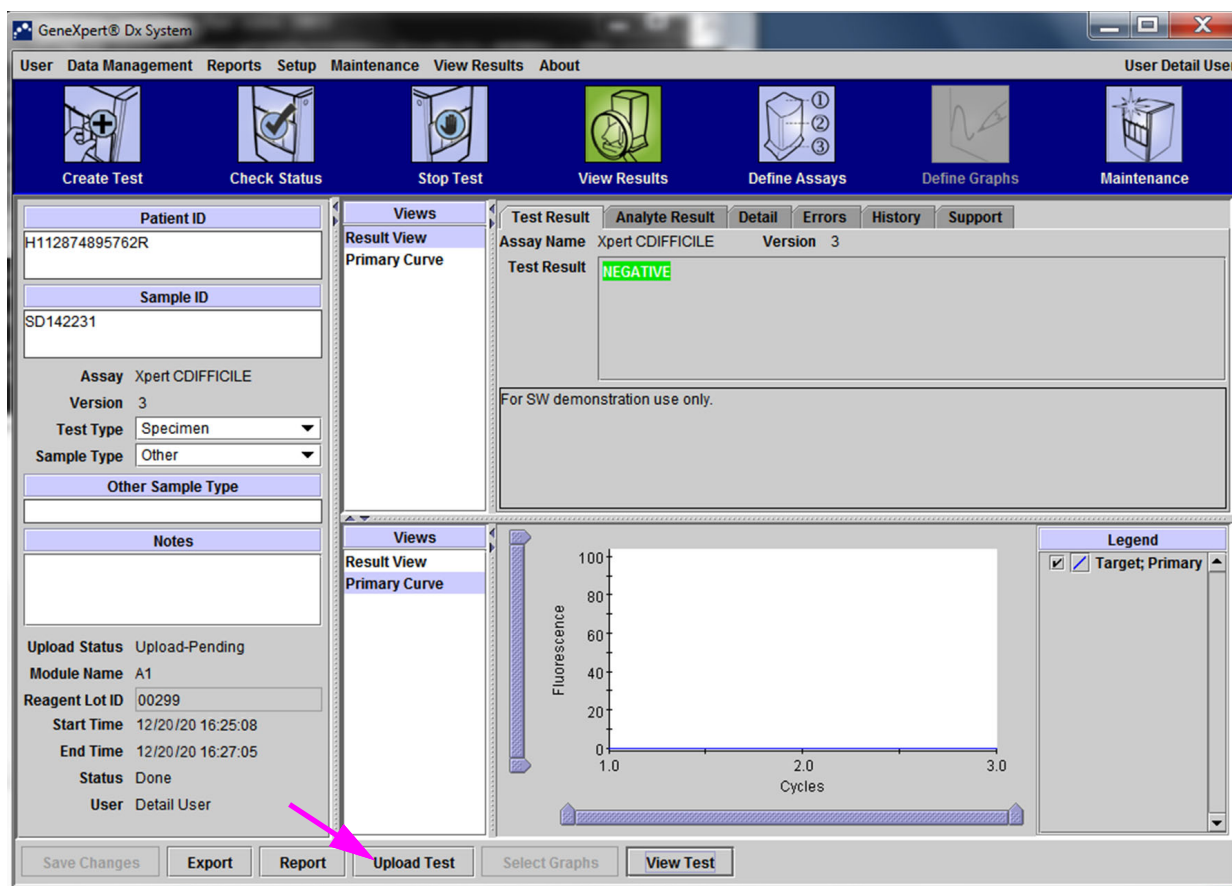 GeneXpert® Dx System
User Data Management Reports Setup Maintenance View Results About User Detail User
Create Test Check Status Stop Test View Results Define Assays Define Graphs Maintenance
Patient ID
H112874895762R
Sample ID
SD142231
Assay Xpert CDIFFICILE
Version 3
Test Type Specimen
Sample Type Other
Other Sample Type
Notes
Upload Status Upload-Pending
Module Name A1
Reagent Lot ID 00299
Start Time 12/20/20 16:25:08
End Time 12/20/20 16:27:05
Status Done
User Detail User
Views
Result View
Primary Curve
Test Result Analyte Result Detail Errors History Support
Assay Name Xpert CDIFFICILE Version 3
Test Result NEGATIVE
For SW demonstration use only.
Views
Result View
Primary Curve
Fluorescence
100
80
60
40
20
0
1.0 2.0 3.0
Cycles
Legend
Target; Primary
Save Changes Export Report Upload Test Select Graphs View Test